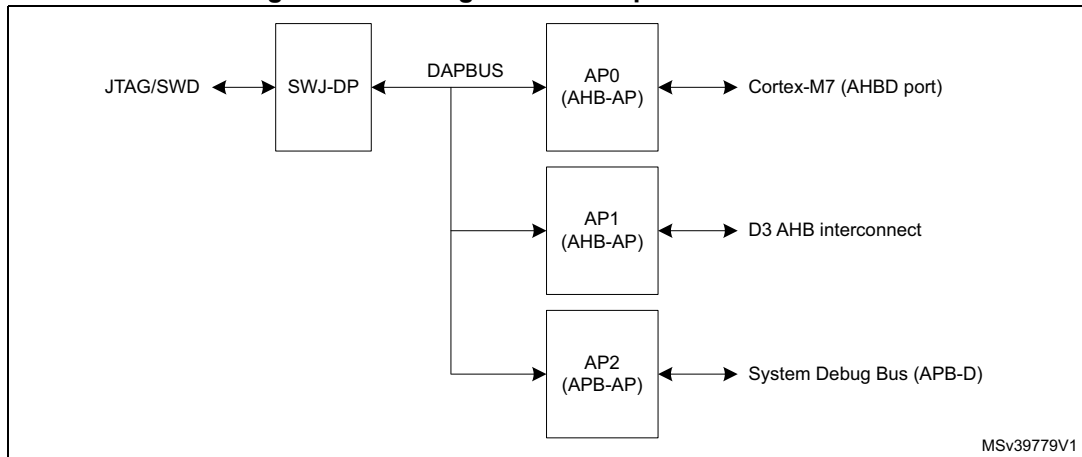 JTAG/SWD
SWJ-DP
DAPBUS
AP0
(AHB-AP)
Cortex-M7 (AHBD port)
AP1
(AHB-AP)
D3 AHB interconnect
AP2
(APB-AP)
System Debug Bus (APB-D)
MSv39779V1